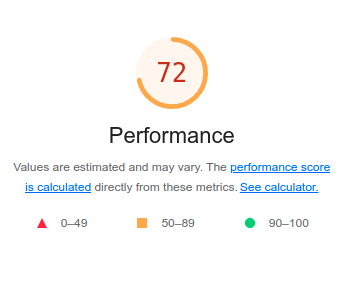 72
Performance
Values are estimated and may vary. The performance score
is calculated directly from these metrics. See calculator.
0–49 50–89 90–100